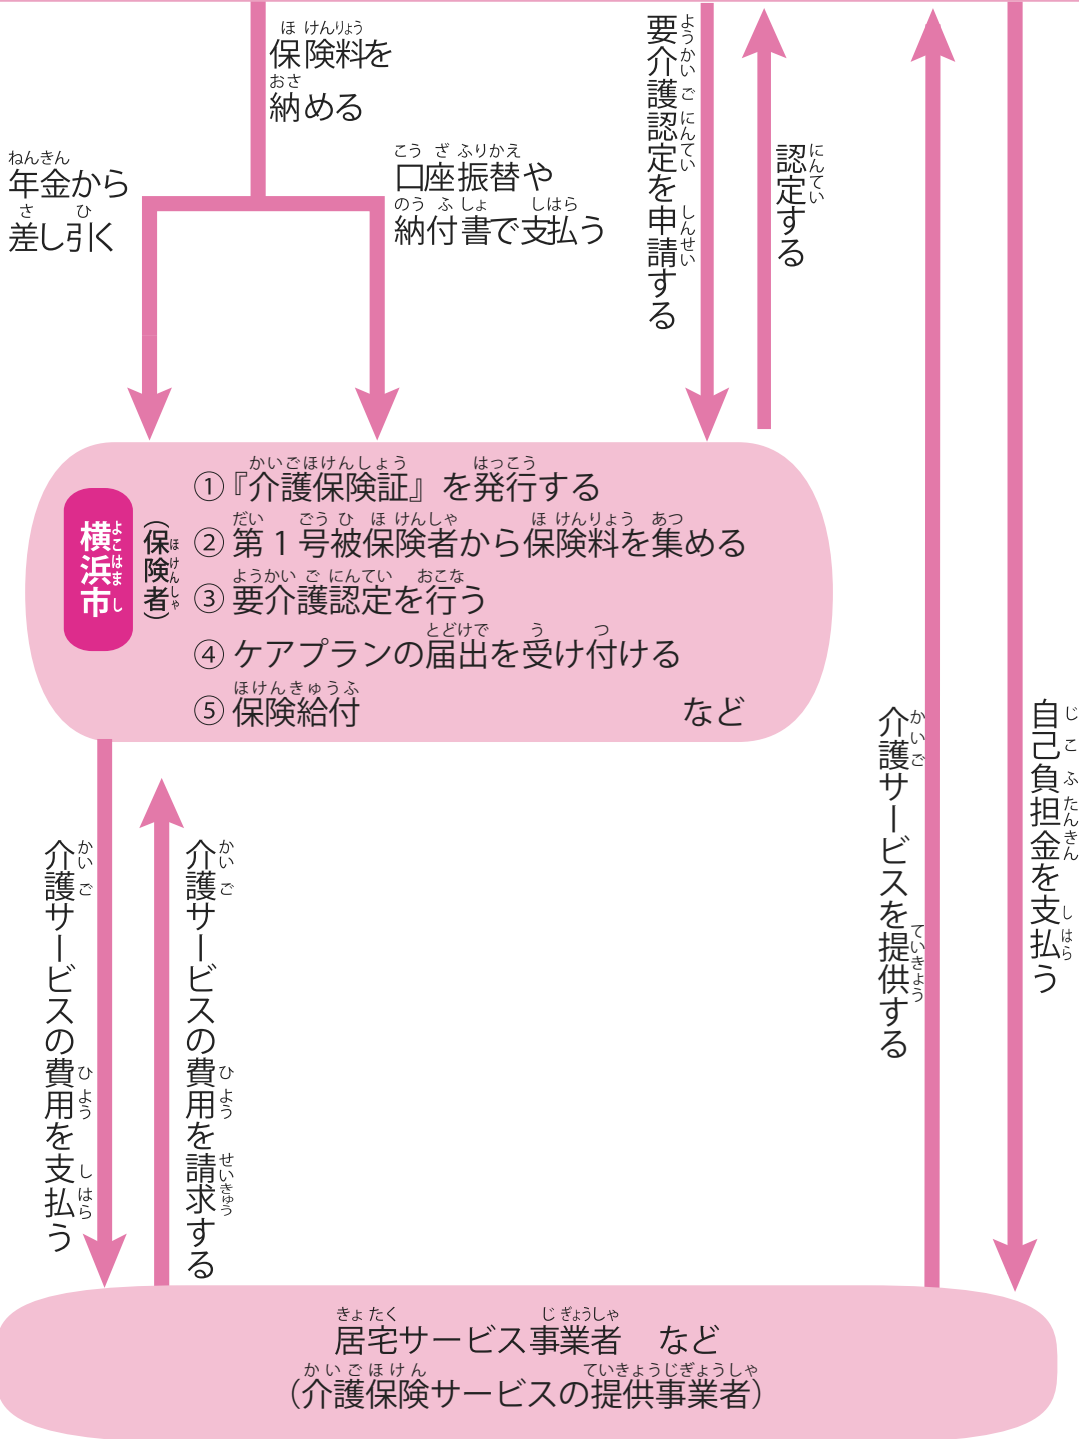 保険料を
納める
年金から
差し引く
口座振替や
納付書で支払う
要介護認定を申請する
認定する
横浜市
（保険者）
①『介護保険証』を発行する
②第1号被保険者から保険料を集める
③要介護認定を行う
④ケアプランの届出を受け付ける
⑤保険給付 など
介護サービスの費用を支払う
介護サービスの費用を請求する
介護サービスを提供する
自己負担金を支払う
居宅サービス事業者 など
（介護保険サービスの提供事業者）